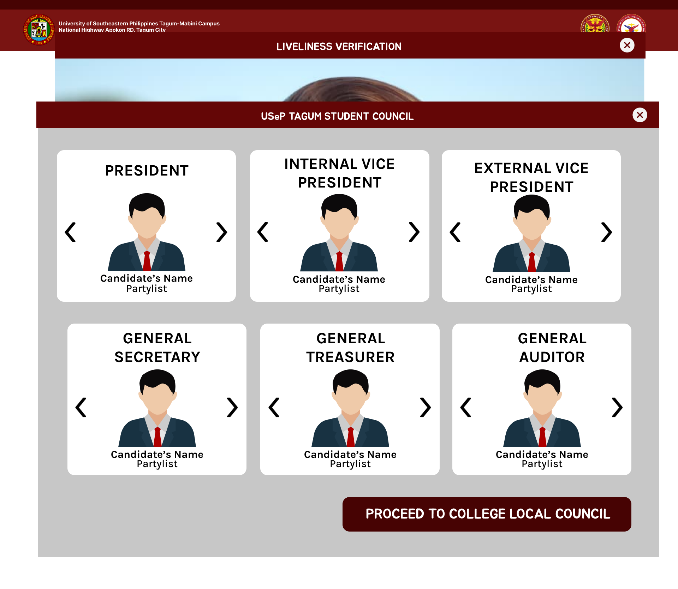 University of Southeastern Philippines Tagum-Mabini Campus
National Highway Apokon RD, Tagum City
LIVELINESS VERIFICATION
USeP TAGUM STUDENT COUNCIL
PRESIDENT
Candidate's Name
Partylist
INTERNAL VICE
PRESIDENT
Candidate's Name
Partylist
EXTERNAL VICE
PRESIDENT
Candidate's Name
Partylist
GENERAL
SECRETARY
Candidate's Name
Partylist
GENERAL
TREASURER
Candidate's Name
Partylist
GENERAL
AUDITOR
Candidate's Name
Partylist
PROCEED TO COLLEGE LOCAL COUNCIL